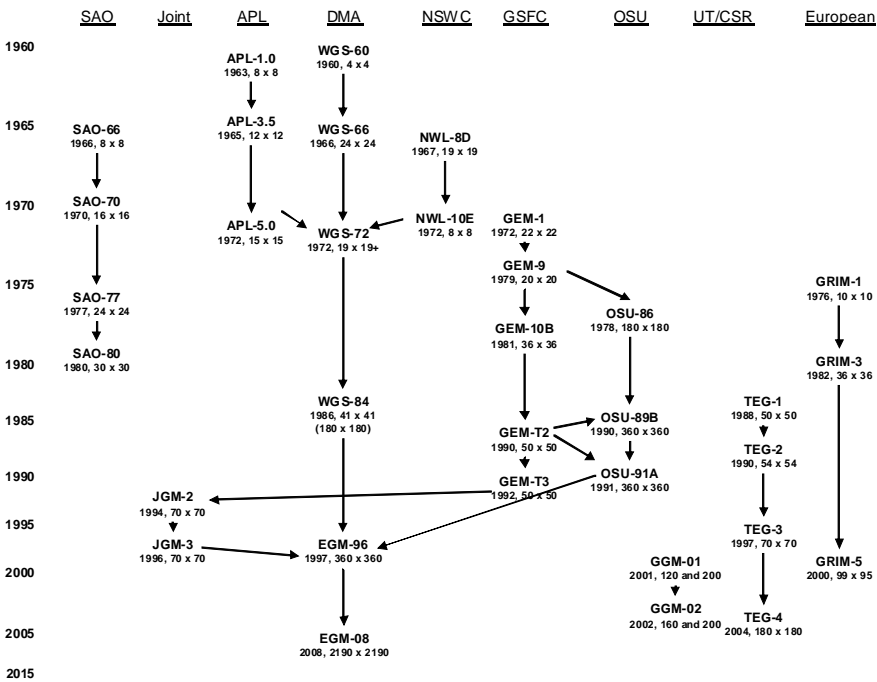 SAO Joint APL DMA NSWC GSFC OSU UT/CSR European
1960
APL-1.0
1963, 8 x 8
WGS-60
1960, 4 x 4
1965
SAO-66
1966, 8 x 8
APL-3.5
1965, 12 x 12
WGS-66
1966, 24 x 24
NWL-8D
1967, 19 x 19
1970
SAO-70
1970, 16 x 16
APL-5.0
1972, 15 x 15
WGS-72
1972, 19 x 19+
NWL-10E
1972, 8 x 8
GEM-1
1972, 22 x 22
GEM-9
1979, 20 x 20
1975
SAO-77
1977, 24 x 24
GEM-10B
1981, 36 x 36
OSU-86
1978, 180 x 180
GRIM-1
1976, 10 x 10
1980
SAO-80
1980, 30 x 30
GRIM-3
1982, 36 x 36
1985
WGS-84
1986, 41 x 41
(180 x 180)
GEM-T2
1990, 50 x 50
OSU-89B
1990, 360 x 360
TEG-1
1988, 50 x 50
TEG-2
1990, 54 x 54
1990
GEM-T3
1992, 50 x 50
OSU-91A
1991, 360 x 360
JGM-2
1994, 70 x 70
1995
JGM-3
1996, 70 x 70
EGM-96
1997, 360 x 360
TEG-3
1997, 70 x 70
2000
GGM-01
2001, 120 and 200
GRIM-5
2000, 99 x 95
GGM-02
2002, 160 and 200
TEG-4
2004, 180 x 180
2005
EGM-08
2008, 2190 x 2190
2015